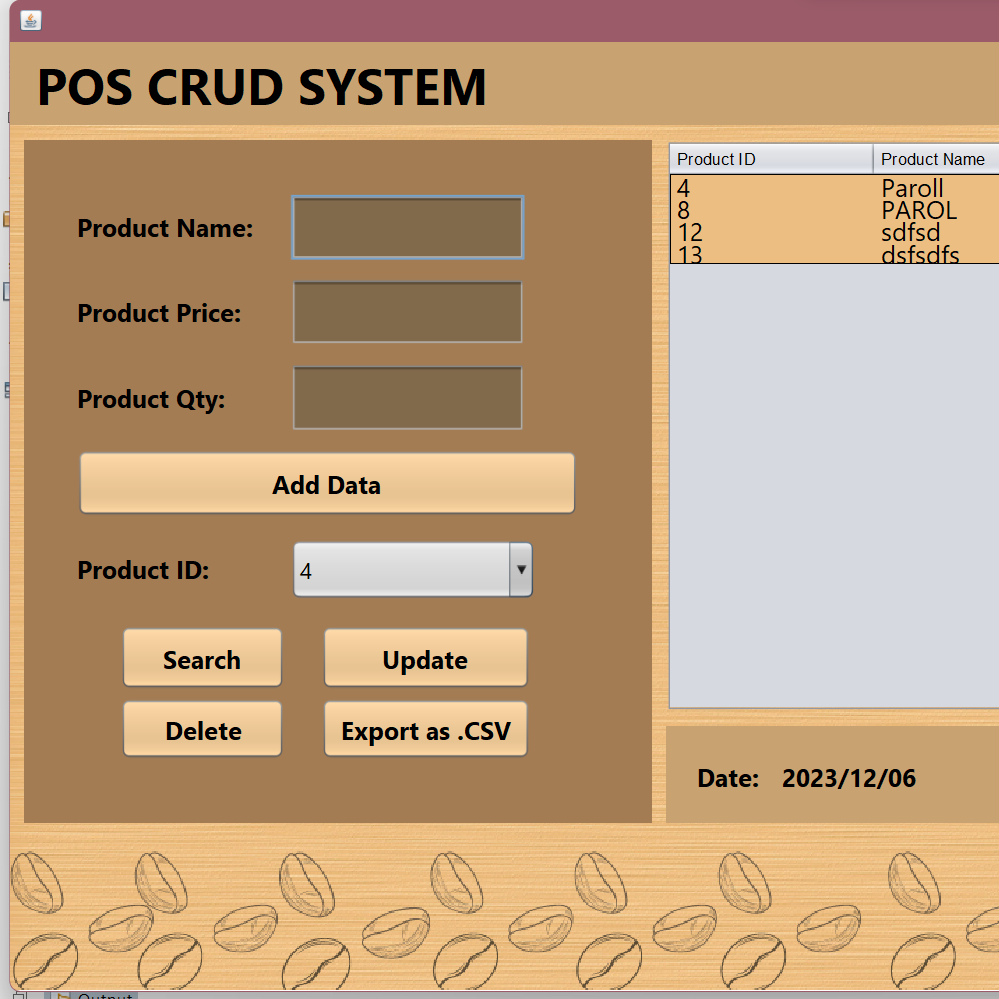 POS CRUD SYSTEM
Product Name:
Product Price:
Product Qty:
Add Data
Product ID:
4
Search
Update
Delete
Export as .CSV
Product ID
Product Name
4
Paroll
8
PAROL
12
sdfsd
13
dsfsdfs
Date:
2023/12/06
Output